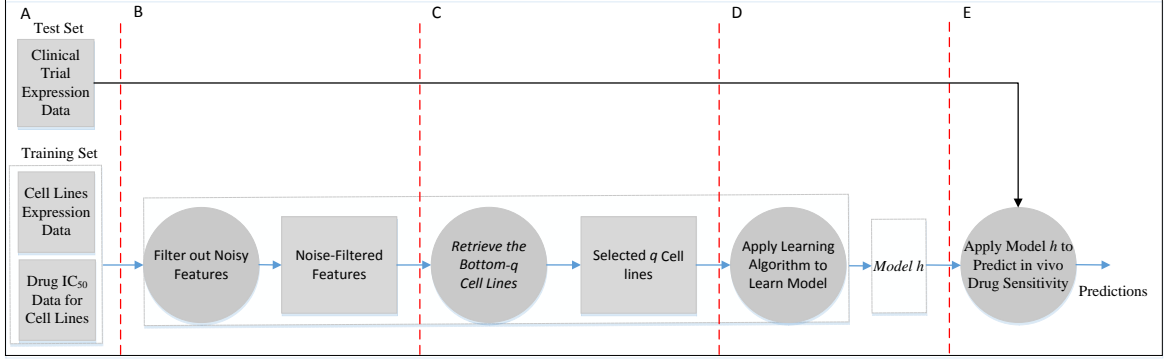 A
B
C
D
E
Test Set
Clinical
Trial
Expression
Data
Training Set
Cell Lines
Expression
Data
Drug IC₅₀
Data for
Cell Lines
Filter out Noisy
Features
Noise-Filtered
Features
Retrieve the
Bottom-q
Cell Lines
Selected q Cell
lines
Apply Learning
Algorithm to
Learn Model
Model h
Apply Model h to
Predict in vivo
Drug Sensitivity
Predictions